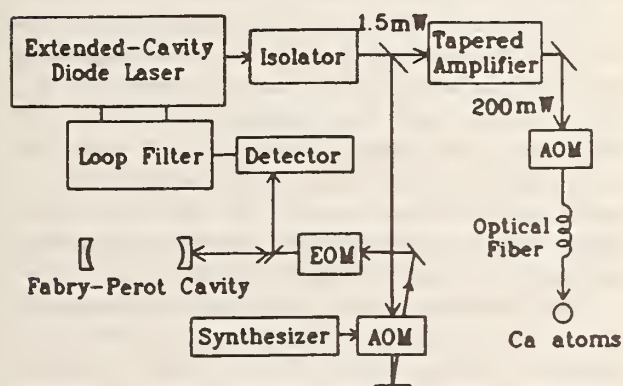 Extended-Cavity
Diode Laser
Isolator
1.5mW
Tapered
Amplifier
200mW
Loop Filter
Detector
AOM
Optical
Fiber
EOM
Fabry-Perot Cavity
Synthesizer
AOM
Ca atoms